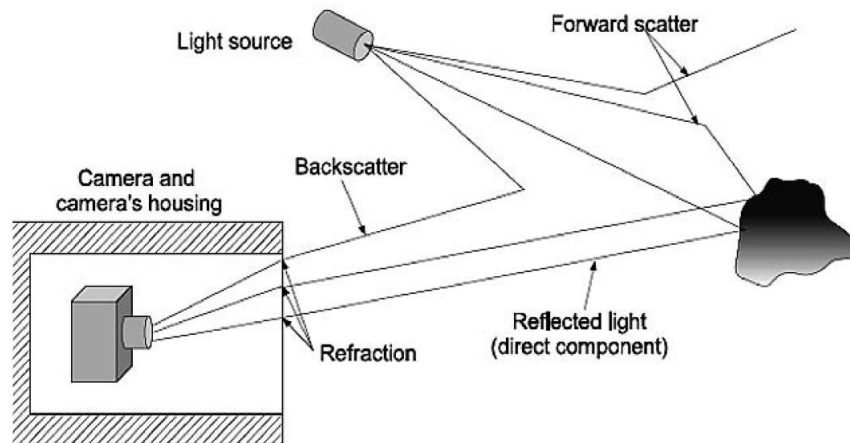 Forward scatter
Light source
Backscatter
Camera and
camera's housing
Reflected light
(direct component)
Refraction